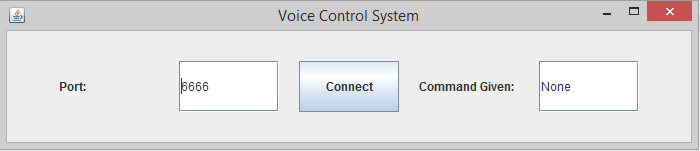 Voice Control System
Port: 6666 Connect Command Given: None